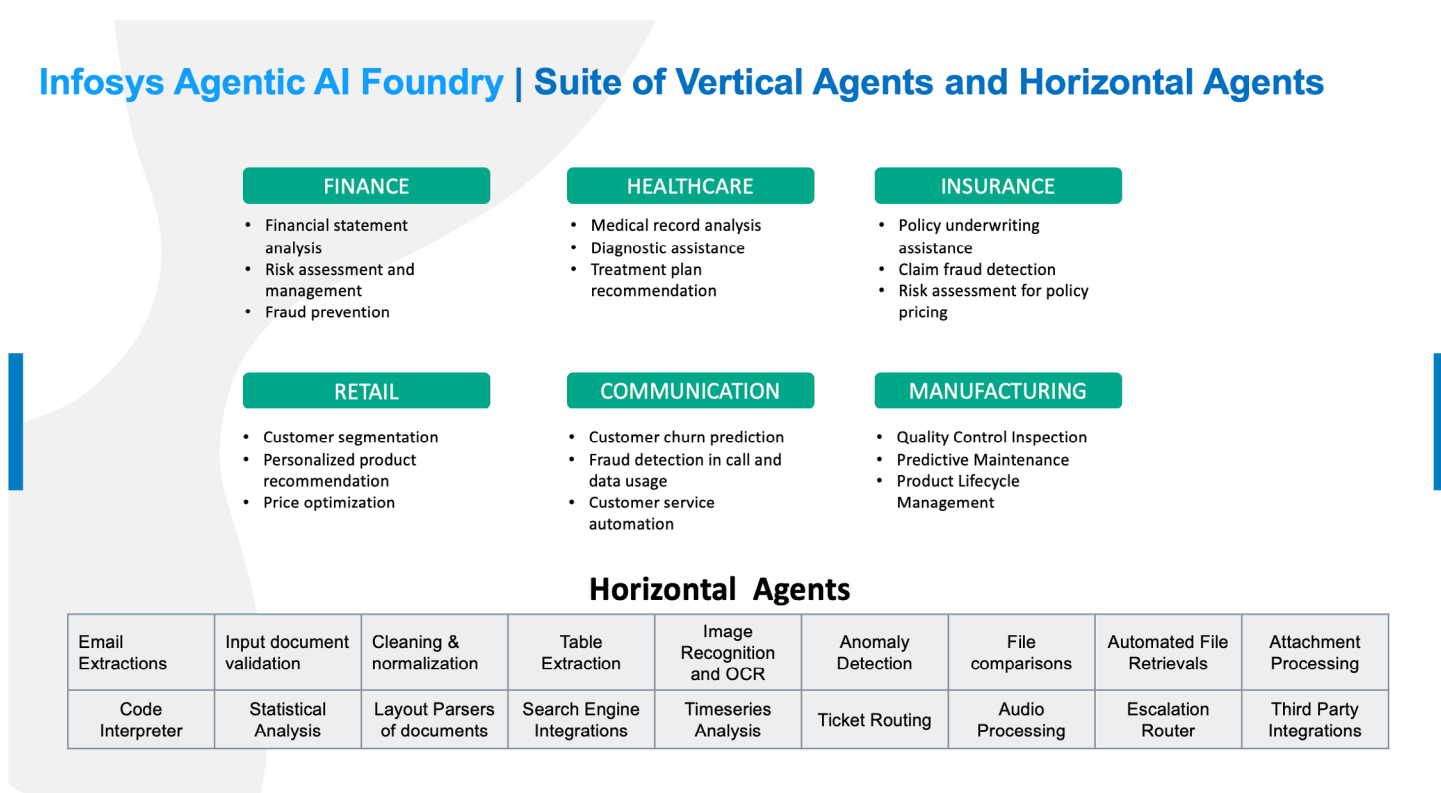 Infosys Agentic AI Foundry | Suite of Vertical Agents and Horizontal Agents
FINANCE
• Financial statement
analysis
• Risk assessment and
management
• Fraud prevention
HEALTHCARE
• Medical record analysis
• Diagnostic assistance
• Treatment plan
recommendation
INSURANCE
• Policy underwriting
assistance
• Claim fraud detection
• Risk assessment for policy
pricing
RETAIL
• Customer segmentation
• Personalized product
recommendation
• Price optimization
COMMUNICATION
• Customer churn prediction
• Fraud detection in call and
data usage
• Customer service
automation
MANUFACTURING
• Quality Control Inspection
• Predictive Maintenance
• Product Lifecycle
Management
Horizontal Agents
Email
Extractions
Input document
validation
Cleaning &
normalization
Table
Extraction
Image
Recognition
and OCR
Anomaly
Detection
File
comparisons
Automated File
Retrievals
Attachment
Processing
Code
Interpreter
Statistical
Analysis
Layout Parsers
of documents
Search Engine
Integrations
Timeseries
Analysis
Ticket Routing
Audio
Processing
Escalation
Router
Third Party
Integrations